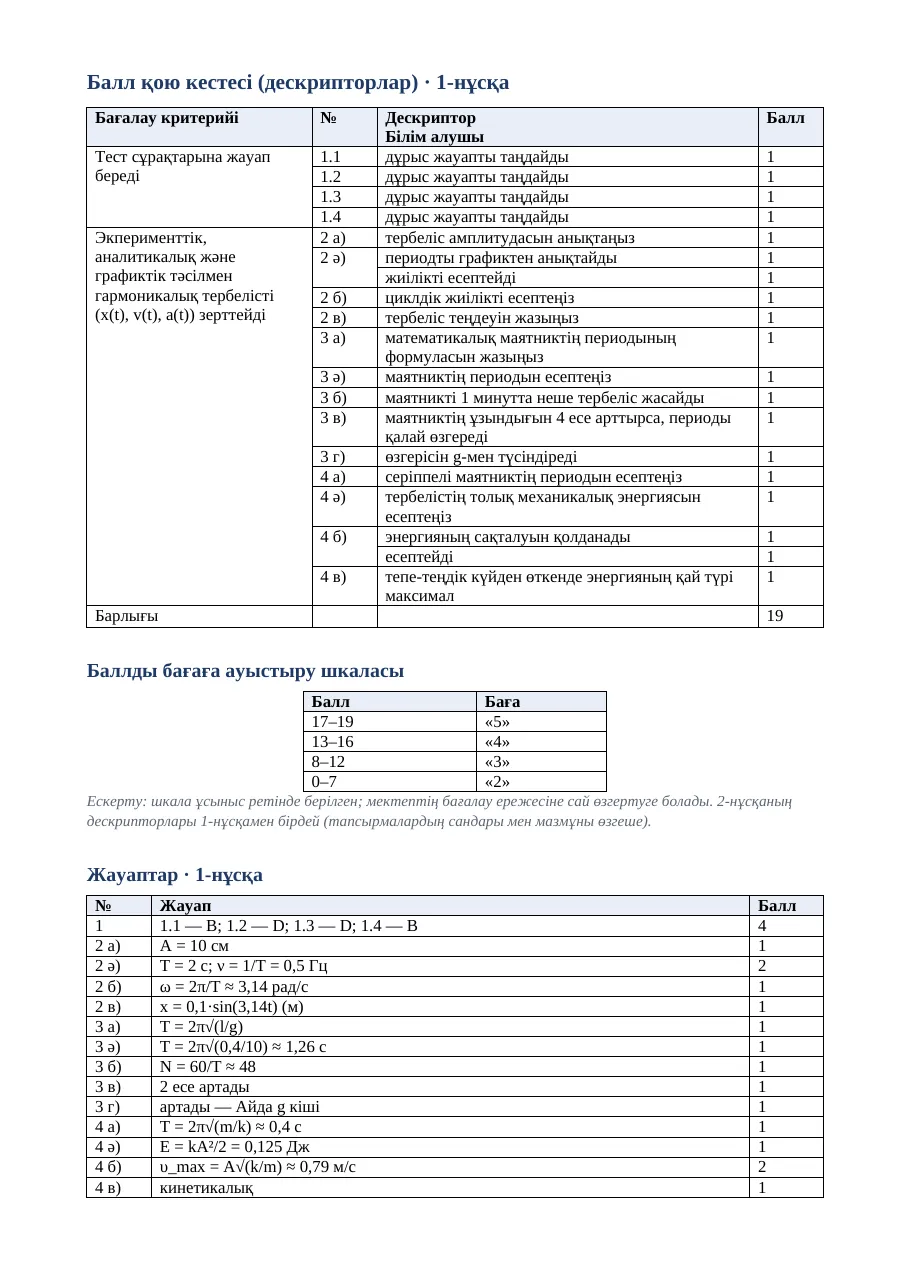 Балл қою кестесі (дескрипторлар) · 1-нұсқа
Бағалау критерийі № Дескриптор Балл
Білім алушы
Тест сұрақтарына жауап 1.1 дұрыс жауапты таңдайды 1
береді 1.2 дұрыс жауапты таңдайды 1
1.3 дұрыс жауапты таңдайды 1
1.4 дұрыс жауапты таңдайды 1
Экперименттік, 2 а) тербеліс амплитудасын анықтаңыз 1
аналитикалық және 2 ә) периодты графиктен анықтайды 1
графиктік тәсілмен жиілікті есептейді 1
гармоникалық тербелісті 2 б) циклдік жиілікті есептеңіз 1
(x(t), v(t), a(t)) зерттейді 2 в) тербеліс теңдеуін жазыңыз 1
3 а) математикалық маятниктің периодының 1
формуласын жазыңыз
3 ә) маятниктің периодын есептеңіз 1
3 б) маятникті 1 минутта неше тербеліс жасайды 1
3 в) маятниктің ұзындығын 4 есе арттырса, периоды 1
қалай өзгереді
3 г) өзгерісін g-мен түсіндіреді 1
4 а) серіппелі маятниктің периодын есептеңіз 1
4 ә) тербелістің толық механикалық энергиясын 1
есептеңіз
4 б) энергияның сақталуын қолданады 1
есептейді 1
4 в) тепе-теңдік күйден өткенде энергияның қай түрі 1
максимал
Барлығы 19
Баллды бағаға ауыстыру шкаласы
Балл Баға
17–19 «5»
13–16 «4»
8–12 «3»
0–7 «2»
Ескерту: шкала ұсыныс ретінде берілген; мектептің бағалау ережесіне сай өзгертуге болады. 2-нұсқаның
дескрипторлары 1-нұсқамен бірдей (тапсырмалардың сандары мен мазмұны өзгеше).
Жауаптар · 1-нұсқа
№ Жауап Балл
1 1.1 — B; 1.2 — D; 1.3 — D; 1.4 — B 4
2 а) A = 10 см 1
2 ә) T = 2 с; ν = 1/T = 0,5 Гц 2
2 б) ω = 2π/T ≈ 3,14 рад/с 1
2 в) x = 0,1·sin(3,14t) (м) 1
3 а) T = 2π√(l/g) 1
3 ә) T = 2π√(0,4/10) ≈ 1,26 с 1
3 б) N = 60/T ≈ 48 1
3 в) 2 есе артады 1
3 г) артады — Айда g кіші 1
4 а) T = 2π√(m/k) ≈ 0,4 с 1
4 ә) E = kA²/2 = 0,125 Дж 1
4 б) υ_max = A√(k/m) ≈ 0,79 м/с 2
4 в) кинетикалық 1